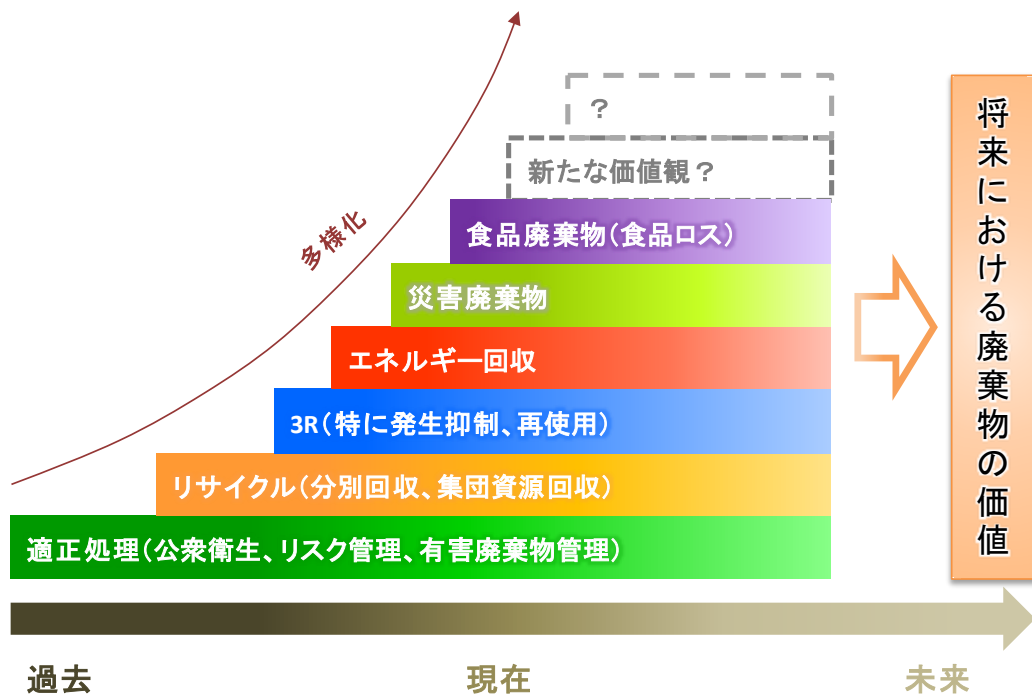 ?
新たな価値観?
食品廃棄物(食品ロス)
災害廃棄物
エネルギー回収
3R(特に発生抑制、再使用)
リサイクル(分別回収、集団資源回収)
適正処理(公衆衛生、リスク管理、有害廃棄物管理)
多様化
将来における廃棄物の価値
過去
現在
未来